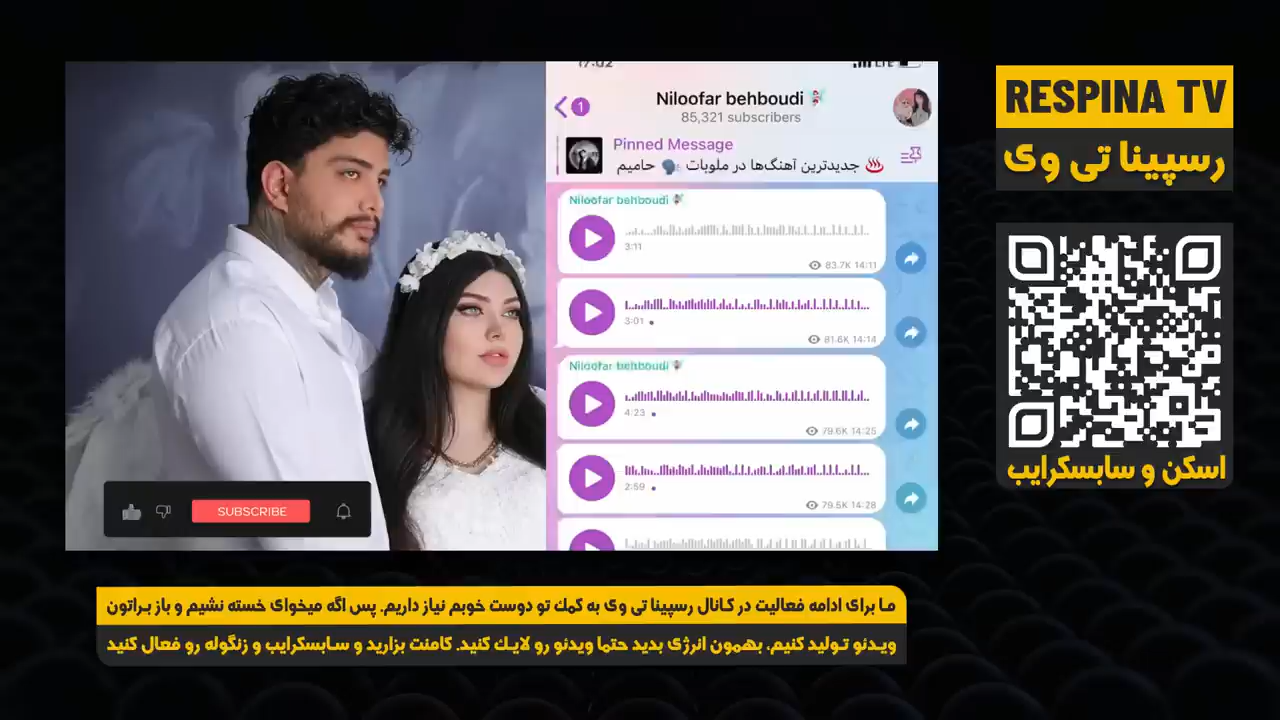 RESPINA TV
رسپینا تی وی
1
Niloofar behboudi
85,321 subscribers
Pinned Message
جدیدترین آهنگ‌ها در ملوبات 🗣 حامیم
Niloofar behboudi
3:11
83.7K 14:11
3:01
81.6K 14:14
Niloofar behboudi
4:23
79.6K 14:25
2:59
79.5K 14:28
SUBSCRIBE
اسکن و سابسکرایب
ما برای ادامه فعالیت در کانال رسپینا تی وی به کمک تو دوست خوبم نیاز داریم. پس اگه میخوای خسته نشیم و باز براتون
ویدئو تولید کنیم، بهمون انرژی بدید حتما ویدئو رو لایک کنید. کامنت بزارید و سابسکرایب و زنگوله رو فعال کنید